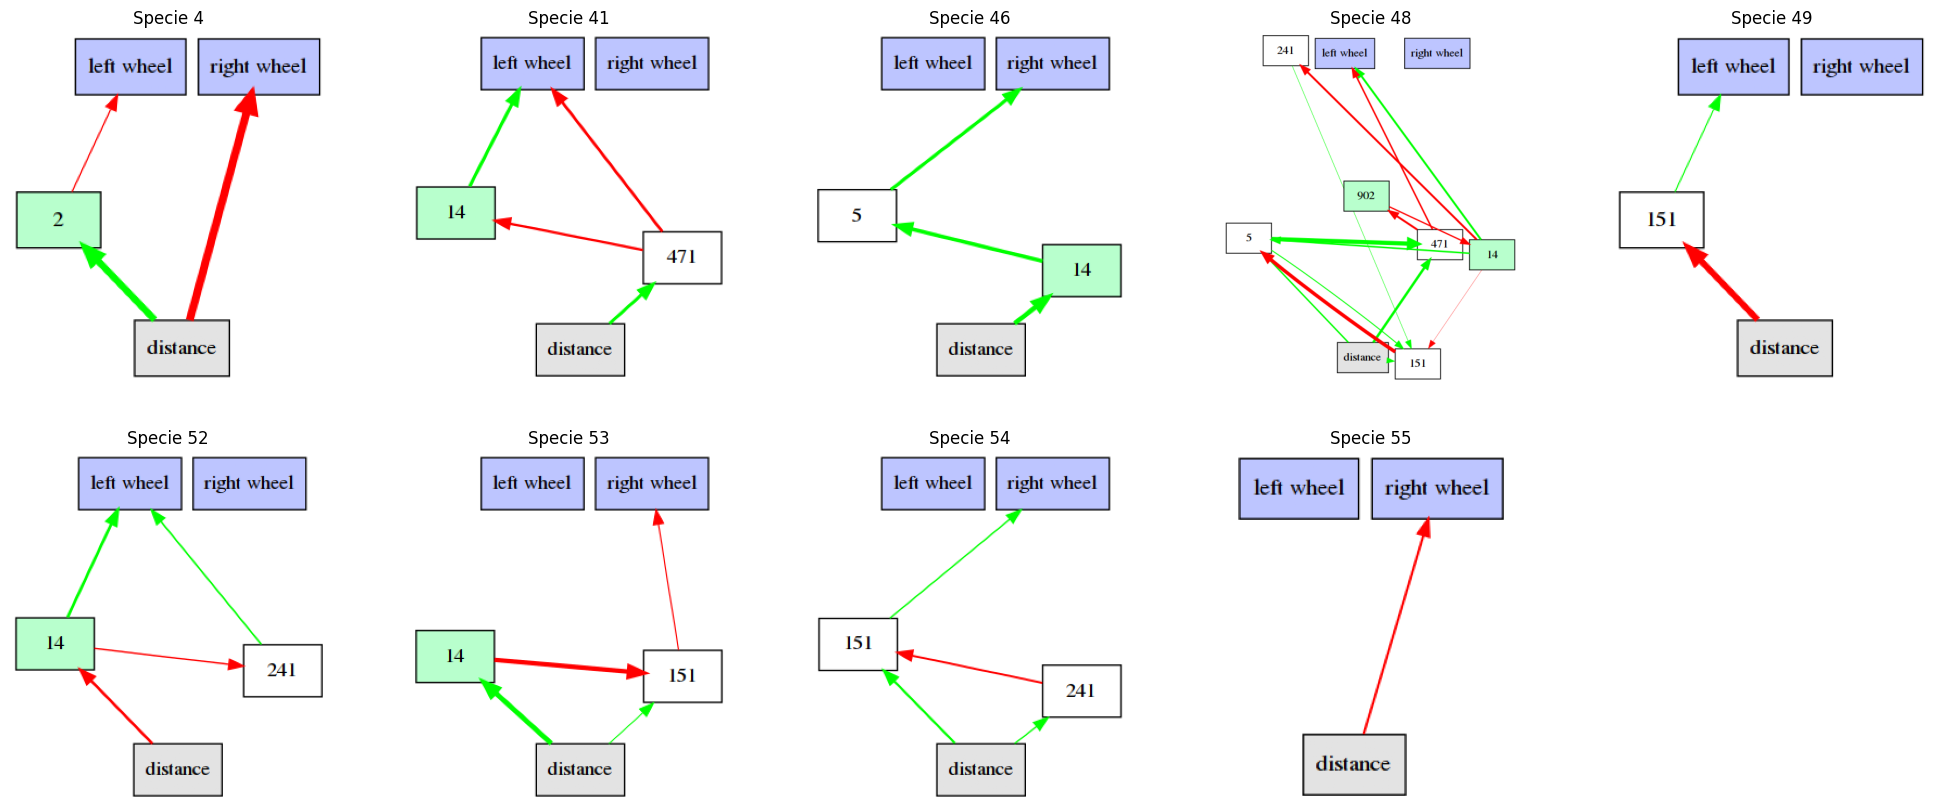 Specie 4
left wheel
right wheel
2
distance
Specie 41
left wheel
right wheel
14
471
distance
Specie 46
left wheel
right wheel
5
14
distance
Specie 48
241
left wheel
right wheel
902
5
471
14
distance
151
Specie 49
left wheel
right wheel
151
distance
Specie 52
left wheel
right wheel
14
241
distance
Specie 53
left wheel
right wheel
14
151
distance
Specie 54
left wheel
right wheel
151
241
distance
Specie 55
left wheel
right wheel
distance